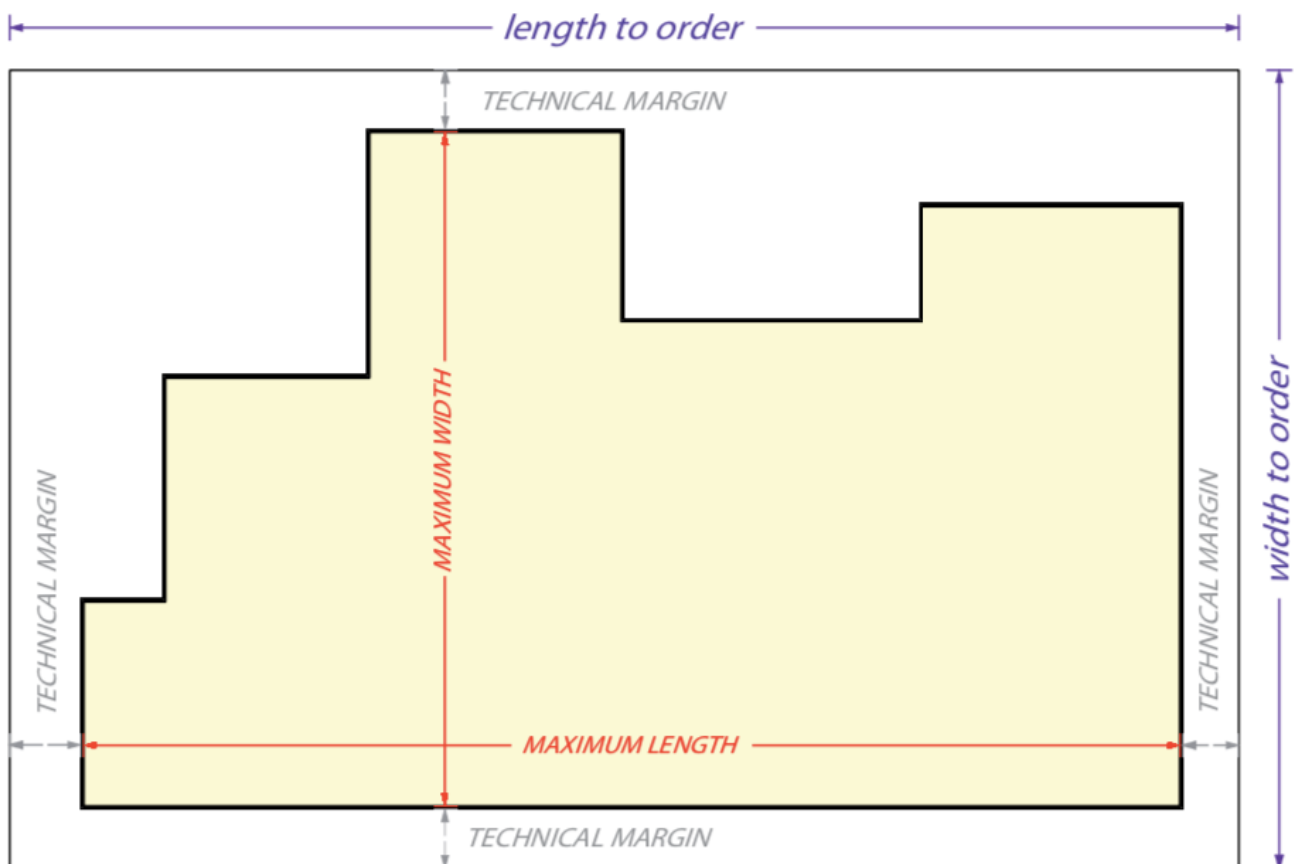 length to order
TECHNICAL MARGIN
MAXIMUM WIDTH
width to order
TECHNICAL MARGIN
TECHNICAL MARGIN
MAXIMUM LENGTH
TECHNICAL MARGIN